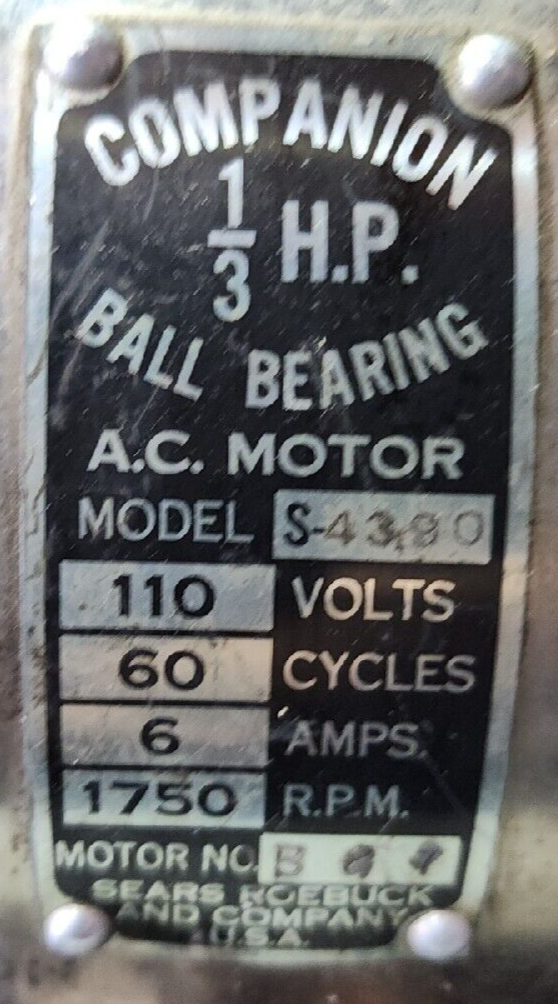 COMPANION
1/3 H.P.
BALL BEARING
A.C. MOTOR
MODEL S-4390
110 VOLTS
60 CYCLES
6 AMPS.
1750 R.P.M.
MOTOR NO.
SEARS ROEBUCK
AND COMPANY
U.S.A.